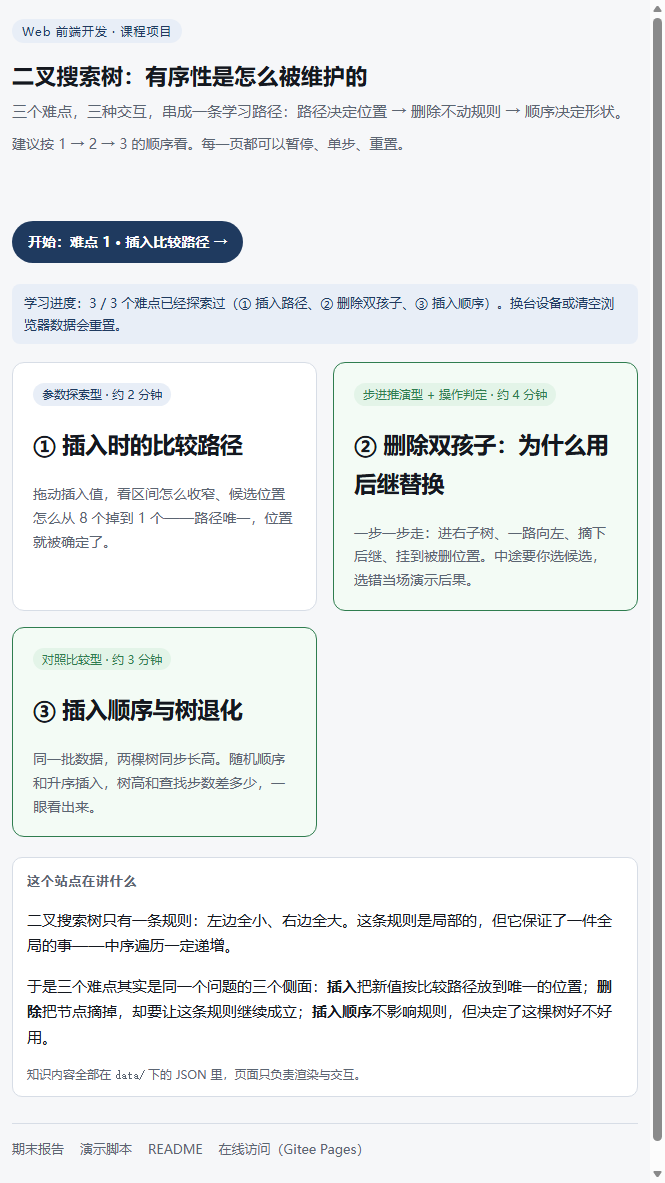 Web 前端开发 · 课程项目
二叉搜索树：有序性是怎么被维护的
三个难点，三种交互，串成一条学习路径：路径决定位置 → 删除不动规则 → 顺序决定形状。
建议按 1 → 2 → 3 的顺序看。每一页都可以暂停、单步、重置。
开始：难点 1 • 插入比较路径 →
学习进度：3 / 3 个难点已经探索过（① 插入路径、② 删除双孩子、③ 插入顺序）。换台设备或清空浏
览器数据会重置。
参数探索型 · 约 2 分钟
① 插入时的比较路径
拖动插入值，看区间怎么收窄、候选位置
怎么从 8 个掉到 1 个——路径唯一，位置
就被确定了。
步进推演型 + 操作判定 · 约 4 分钟
② 删除双孩子：为什么用
后继替换
一步一步走：进右子树、一路向左、摘下
后继、挂到被删位置。中途要你选候选，
选错当场演示后果。
对照比较型 · 约 3 分钟
③ 插入顺序与树退化
同一批数据，两棵树同步长高。随机顺序
和升序插入，树高和查找步数差多少，一
眼看出来。
这个站点在讲什么
二叉搜索树只有一条规则：左边全小、右边全大。这条规则是局部的，但它保证了一件全
局的事——中序遍历一定递增。
于是三个难点其实是同一个问题的三个侧面：插入把新值按比较路径放到唯一的位置；删
除把节点摘掉，却要让这条规则继续成立；插入顺序不影响规则，但决定了这棵树好不好
用。
知识内容全部在 data/ 下的 JSON 里，页面只负责渲染与交互。
期末报告 演示脚本 README 在线访问（Gitee Pages）